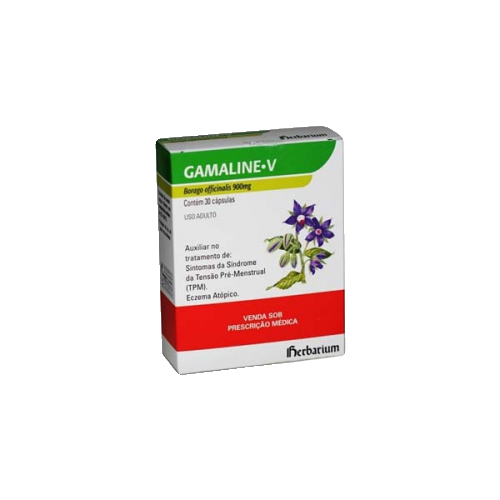 GAMALINE•V
Borago officinalis 900mg
Contém 30 cápsulas
USO ADULTO
Auxiliar no
tratamento de:
Sintomas da Síndrome
da Tensão Pré-Menstrual
(TPM).
Eczema Atópico.
VENDA SOB
PRESCRIÇÃO MÉDICA
Herbarium